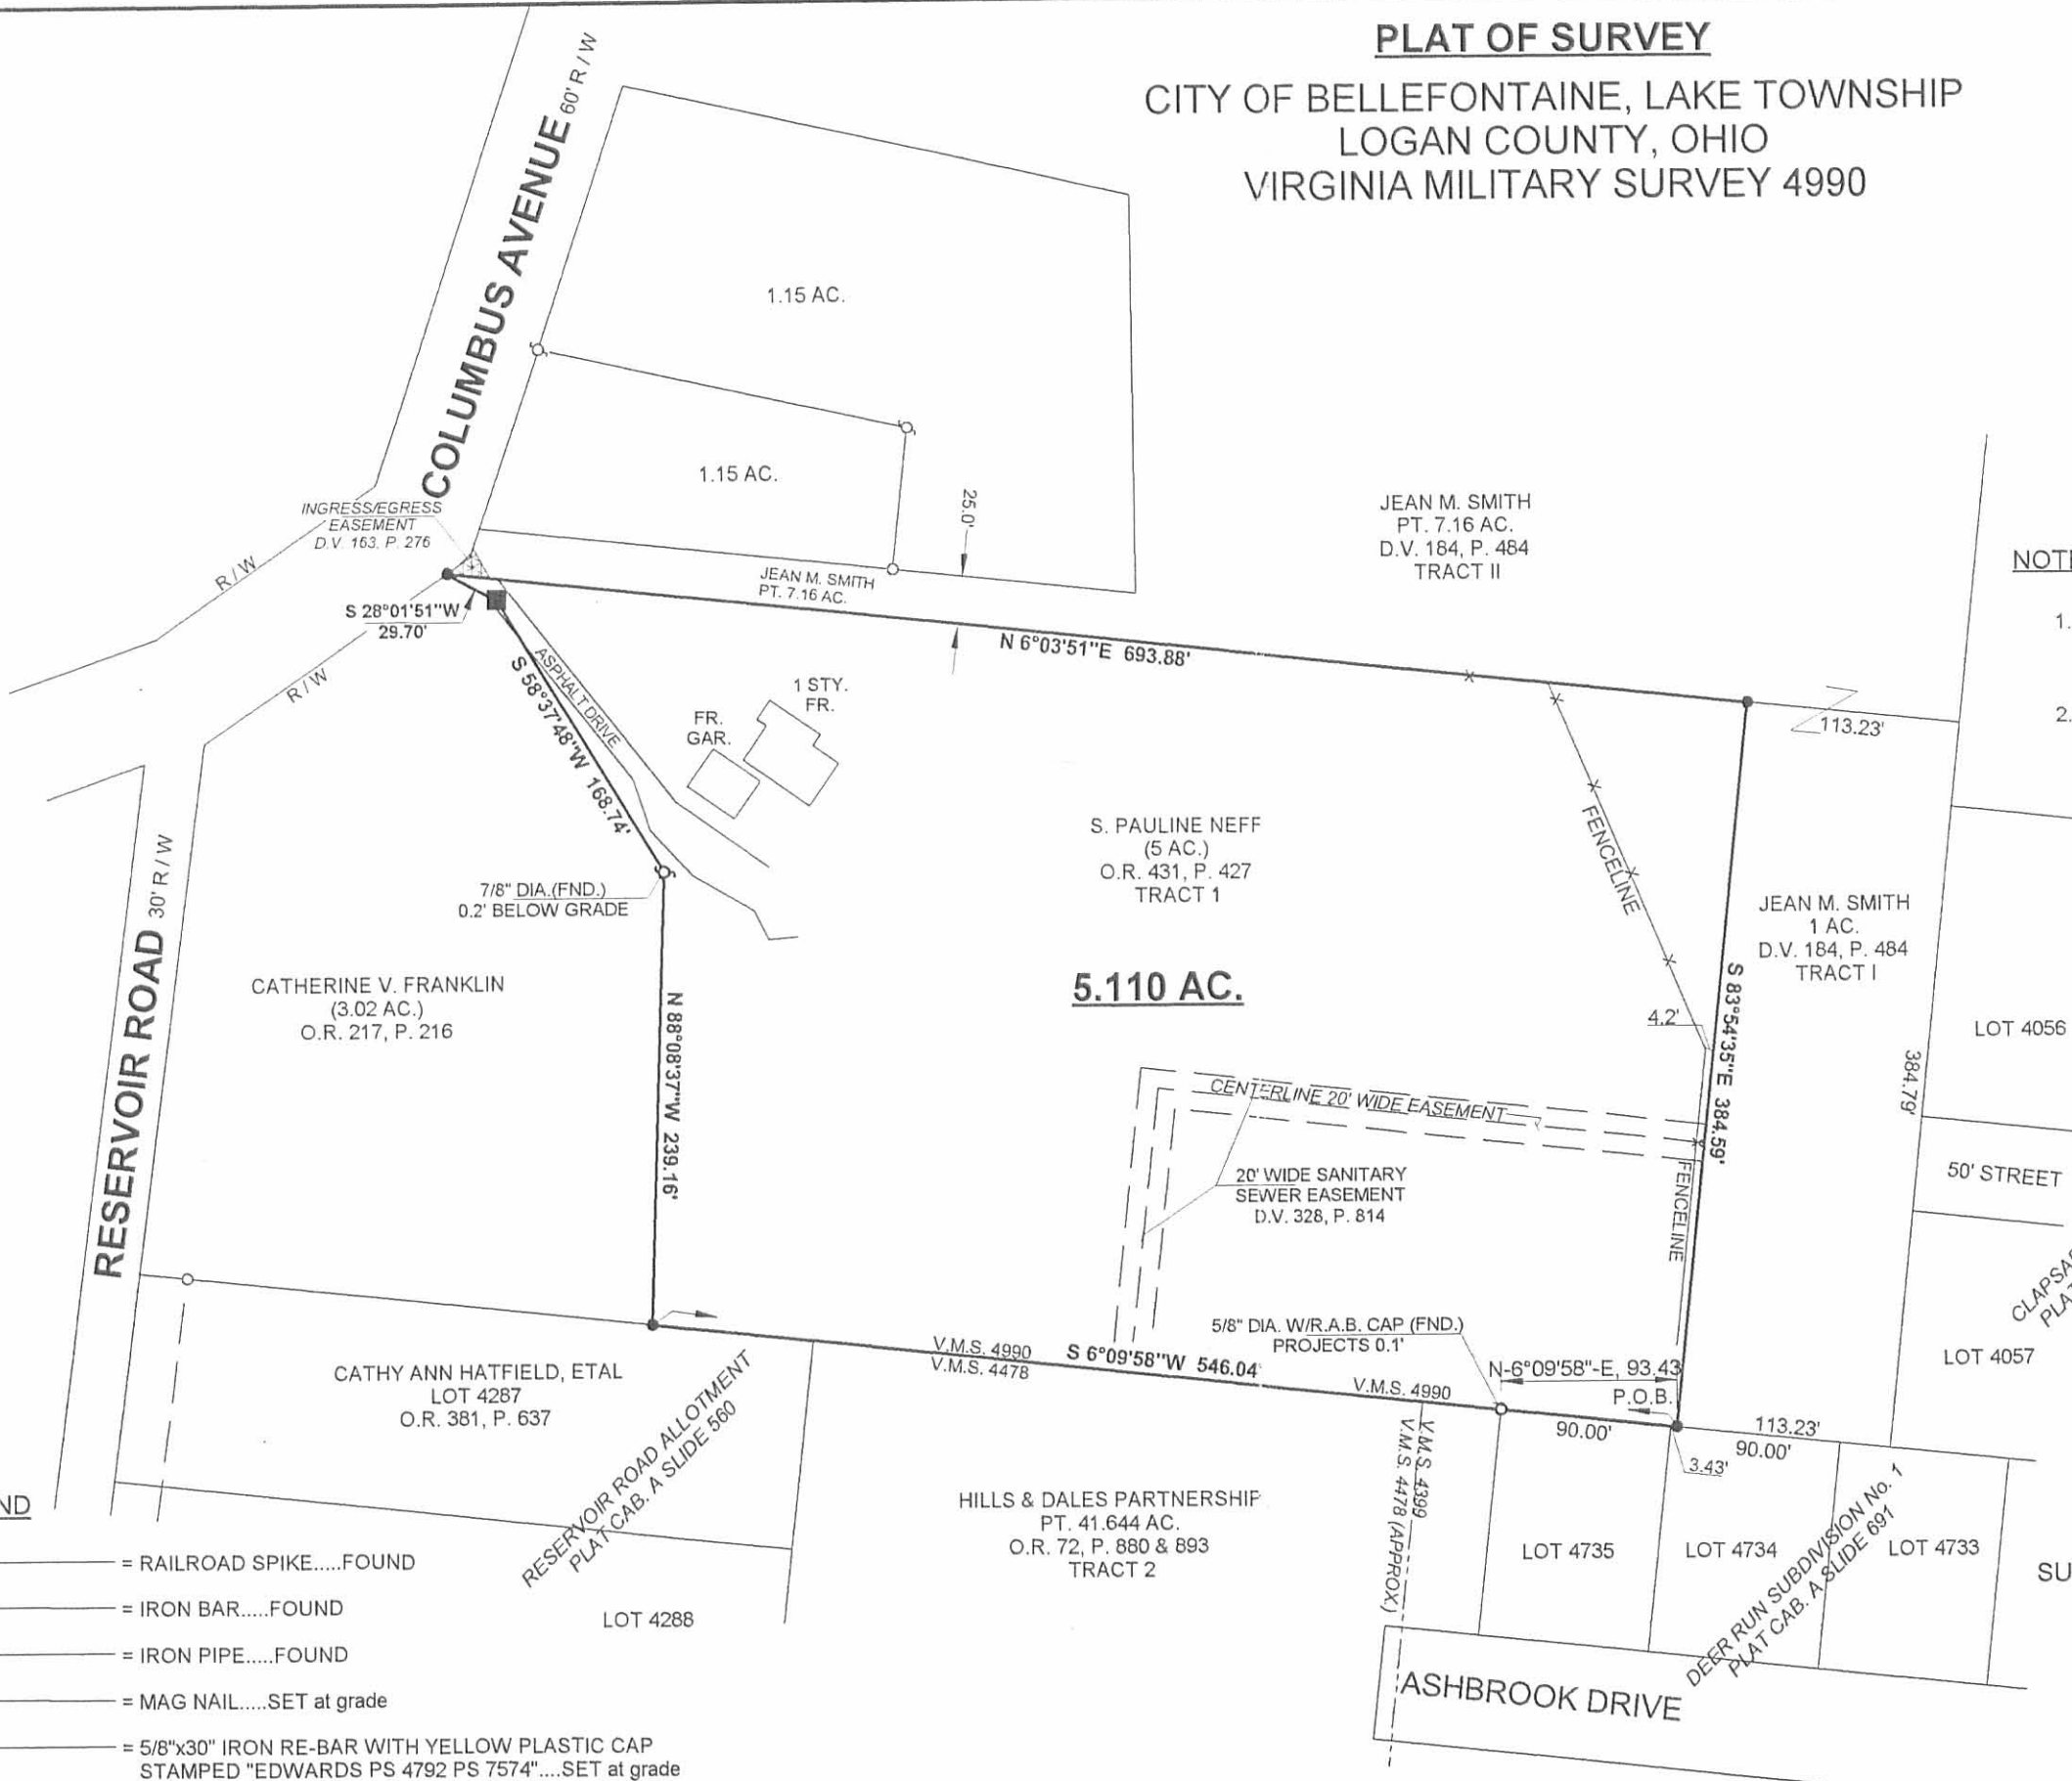 PLAT OF SURVEY
CITY OF BELLEFONTAINE, LAKE TOWNSHIP
LOGAN COUNTY, OHIO
VIRGINIA MILITARY SURVEY 4990
COLUMBUS AVENUE 60' R / W
1.15 AC.
1.15 AC.
25.0'
INGRESS/EGRESS
EASEMENT
D.V. 163, P. 276
R / W
R / W
JEAN M. SMITH
PT. 7.16 AC.
JEAN M. SMITH
PT. 7.16 AC.
D.V. 184, P. 484
TRACT II
S 28°01'51"W
29.70'
N 6°03'51"E 693.88'
113.23'
S 58°37'48"W 168.74'
ASPHALT DRIVE
1 STY.
FR.
FR.
GAR.
7/8" DIA.(FND.)
0.2' BELOW GRADE
S. PAULINE NEFF
(5 AC.)
O.R. 431, P. 427
TRACT 1
FENCELINE
JEAN M. SMITH
1 AC.
D.V. 184, P. 484
TRACT I
1.
2.
RESERVOIR ROAD 30' R / W
CATHERINE V. FRANKLIN
(3.02 AC.)
O.R. 217, P. 216
N 88°08'37"W 239.16'
5.110 AC.
4.2'
S 83°54'35"E 384.59'
384.79'
LOT 4056
CENTERLINE 20' WIDE EASEMENT
20' WIDE SANITARY
SEWER EASEMENT
D.V. 328, P. 814
FENCELINE
50' STREET
LOT 4057
5/8" DIA. W/R.A.B. CAP (FND.)
PROJECTS 0.1'
V.M.S. 4990
V.M.S. 4478
S 6°09'58"W 546.04'
V.M.S. 4990
N-6°09'58"-E, 93.43
P.O.B.
90.00'
113.23'
90.00'
3.43'
V.M.S. 4399
V.M.S. 4478 (APPROX.)
CATHY ANN HATFIELD, ETAL
LOT 4287
O.R. 381, P. 637
RESERVOIR ROAD ALLOTMENT
PLAT CAB. A SLIDE 560
LOT 4288
HILLS & DALES PARTNERSHIP
PT. 41.644 AC.
O.R. 72, P. 880 & 893
TRACT 2
LOT 4735
LOT 4734
LOT 4733
DEER RUN SUBDIVISION No. 1
PLAT CAB. A SLIDE 691
ASHBROOK DRIVE
= RAILROAD SPIKE.....FOUND
= IRON BAR.....FOUND
= IRON PIPE.....FOUND
= MAG NAIL.....SET at grade
= 5/8"x30" IRON RE-BAR WITH YELLOW PLASTIC CAP
STAMPED "EDWARDS PS 4792 PS 7574"....SET at grade